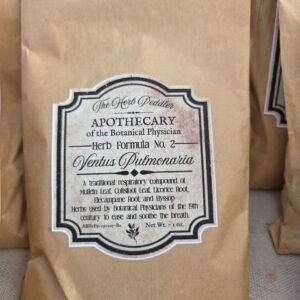 The Herb Peddler
APOTHECARY
of the Botanical Physician
Herb Formula No. 2
Ventus Pulmonaria
A traditional respiratory compound of
Mullein Leaf, Coltsfoot Leaf, Licorice Root,
Elecampane Root, and Hyssop
Herbs used by Botanical Physicians of the 19th
century to ease and soothe the breath.
Net Wt. ~ 1 oz.